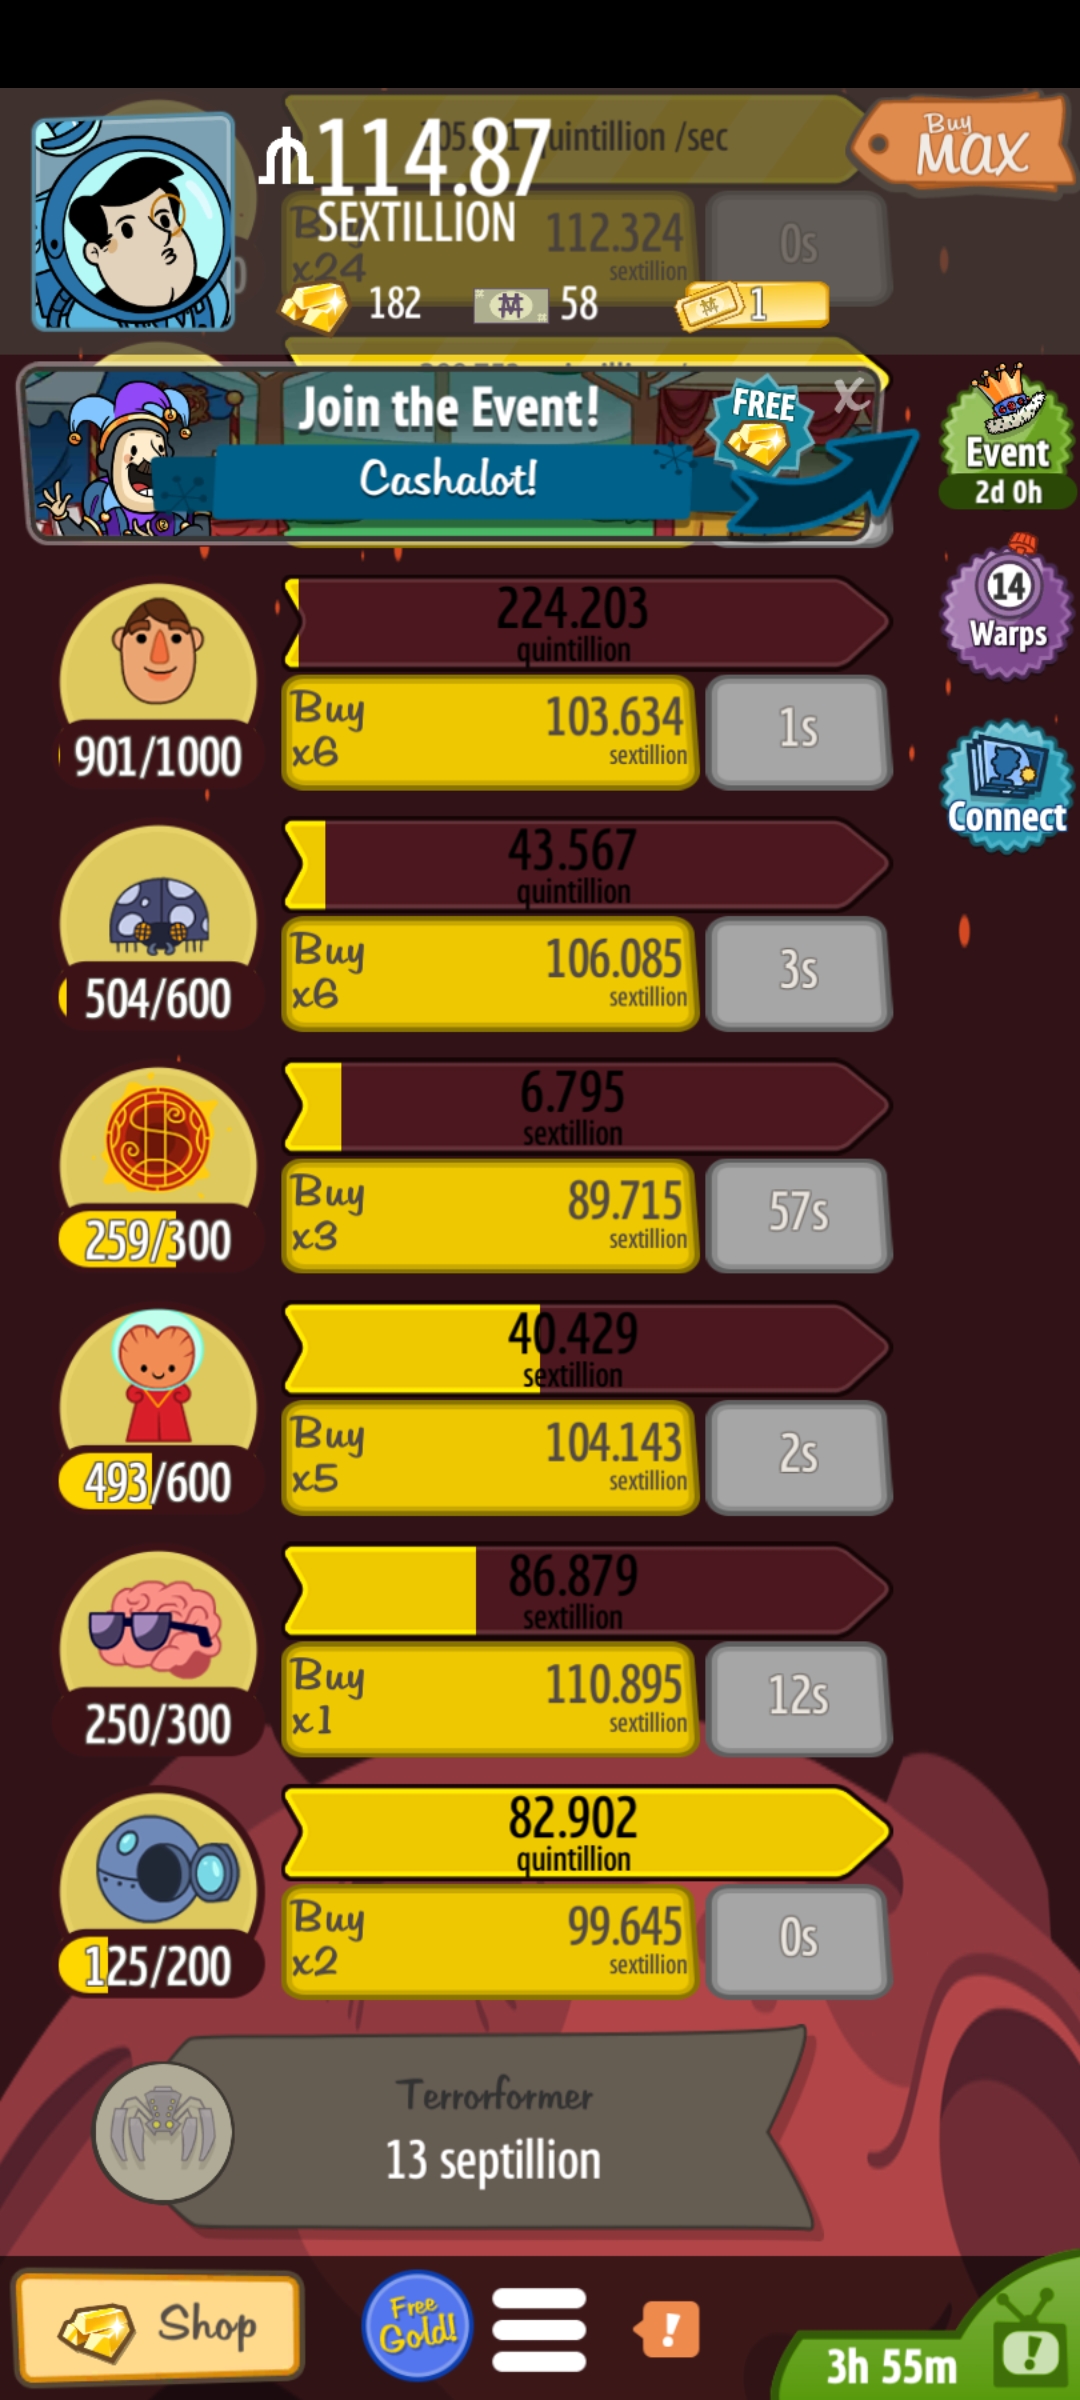 114.87
quintillion /sec
Buy
MAX
SEXTILLION
Buy
x24
112.324
sextillion
0s
182
58
1
Join the Event!
FREE
X
Cashalot!
Event
2d 0h
14
Warps
Connect
224.203
quintillion
901/1000
Buy
x6
103.634
sextillion
1s
43.567
quintillion
504/600
Buy
x6
106.085
sextillion
3s
6.795
sextillion
259/300
Buy
x3
89.715
sextillion
57s
40.429
sextillion
493/600
Buy
x5
104.143
sextillion
2s
86.879
sextillion
250/300
Buy
x1
110.895
sextillion
12s
82.902
quintillion
125/200
Buy
x2
99.645
sextillion
0s
Terrorformer
13 septillion
Shop
Free
Gold!
!
3h 55m
!